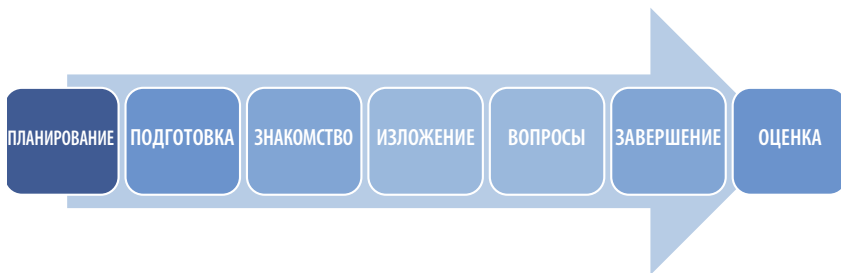 ПЛАНИРОВАНИЕ
ПОДГОТОВКА
ЗНАКОМСТВО
ИЗЛОЖЕНИЕ
ВОПРОСЫ
ЗАВЕРШЕНИЕ
ОЦЕНКА